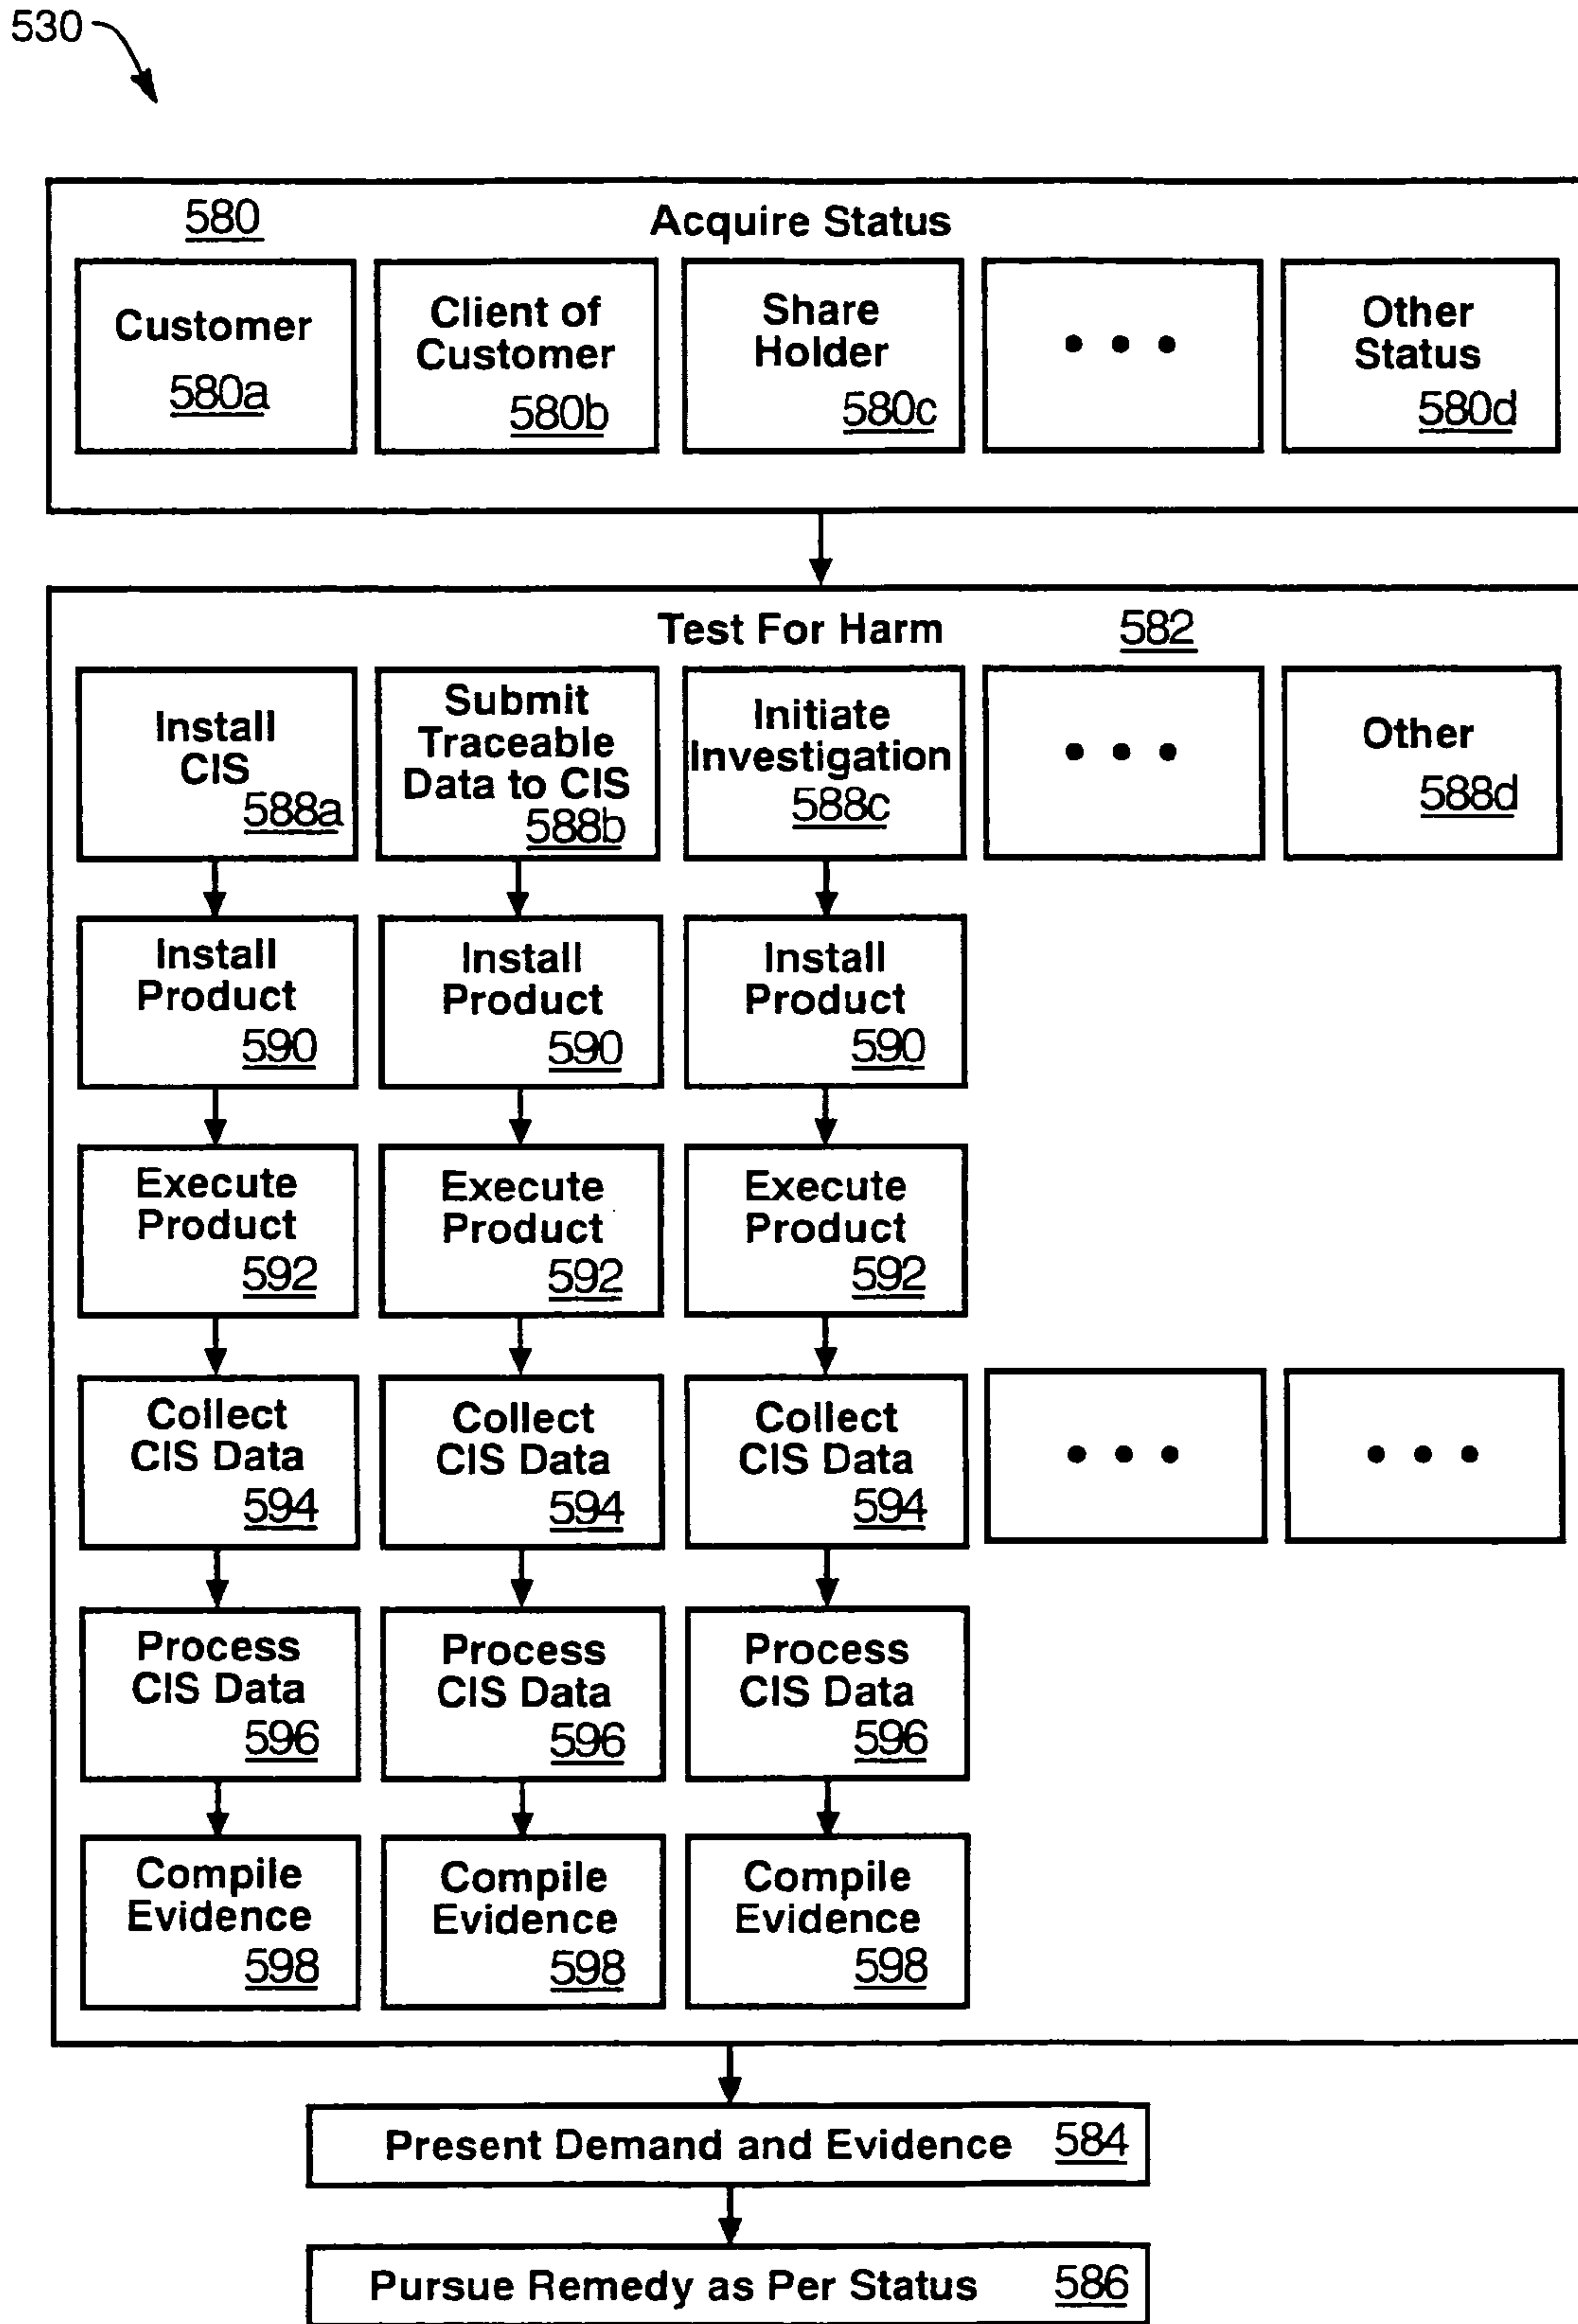 530
580
Acquire Status
Customer
580a
Client of
Customer
580b
Share
Holder
580c
• • •
Other
Status
580d
Test For Harm 582
Install
CIS
588a
Submit
Traceable
Data to CIS
588b
Initiate
Investigation
588c
• • •
Other
588d
Install
Product
590
Install
Product
590
Install
Product
590
Execute
Product
592
Execute
Product
592
Execute
Product
592
Collect
CIS Data
594
Collect
CIS Data
594
Collect
CIS Data
594
• • •
• • •
Process
CIS Data
596
Process
CIS Data
596
Process
CIS Data
596
Compile
Evidence
598
Compile
Evidence
598
Compile
Evidence
598
Present Demand and Evidence 584
Pursue Remedy as Per Status 586